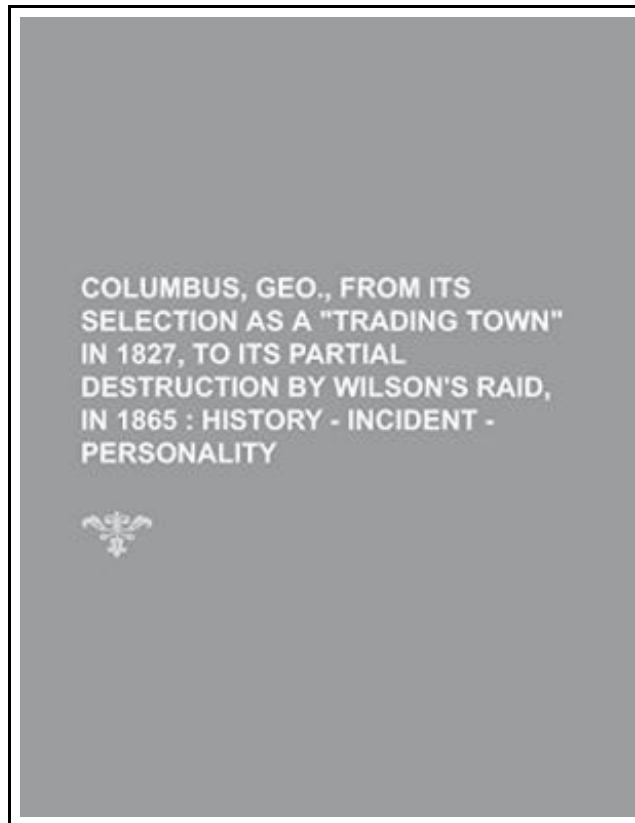 COLUMBUS, GEO., FROM ITS
SELECTION AS A "TRADING TOWN"
IN 1827, TO ITS PARTIAL
DESTRUCTION BY WILSON'S RAID,
IN 1865 : HISTORY - INCIDENT -
PERSONALITY